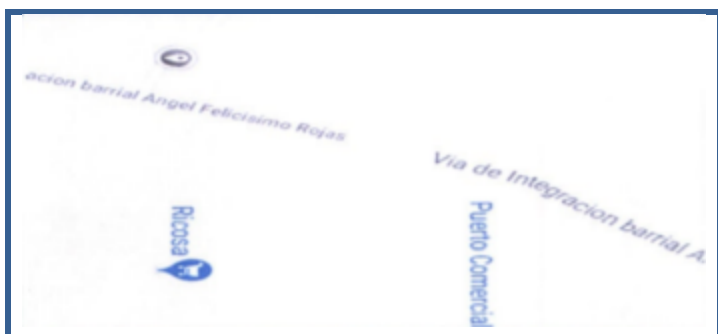 acion barrial Angel Felicisimo Rojas
Via de Integracion barrial A.
Ricosa
Puerto Comercial